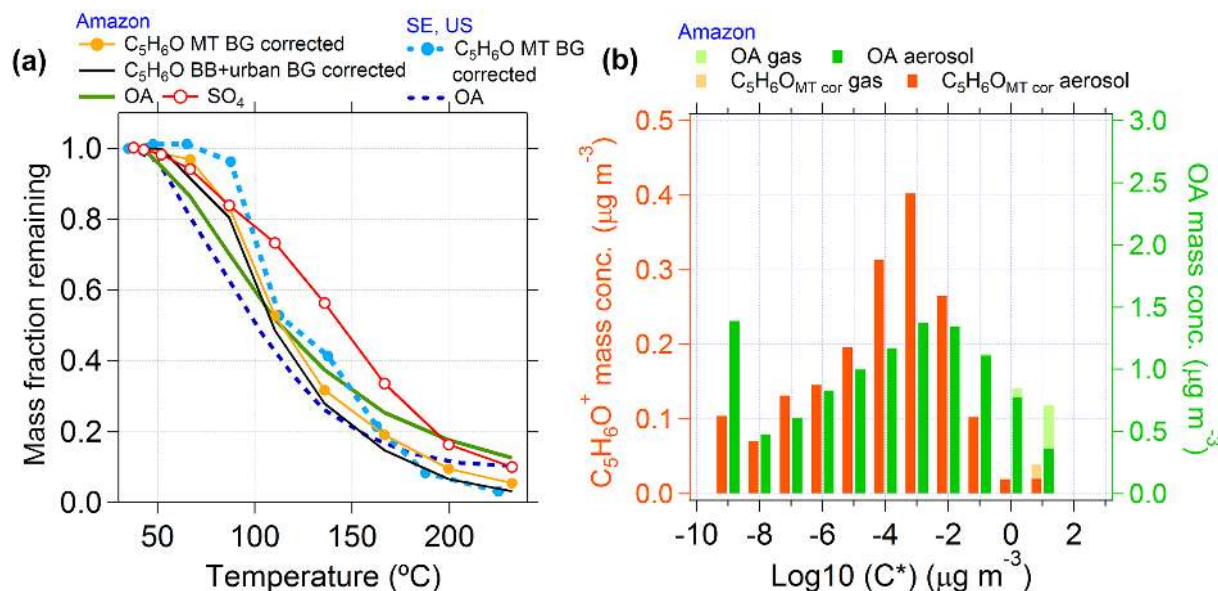 (a)
Amazon
C5H6O MT BG corrected
C5H6O BB+urban BG corrected
OA SO4
SE, US
C5H6O MT BG
corrected
OA
Mass fraction remaining
1.0
0.8
0.6
0.4
0.2
0.0
50 100 150 200
Temperature (ºC)
(b)
Amazon
OA gas OA aerosol
C5H6OMT cor gas C5H6OMT cor aerosol
C5H6O+ mass conc. (μg m-3)
0.5
0.4
0.3
0.2
0.1
0.0
3.0
2.5
2.0
1.5
1.0
0.5
0.0
OA mass conc. (μg m-3)
-10 -8 -6 -4 -2 0 2
Log10 (C*) (μg m-3)